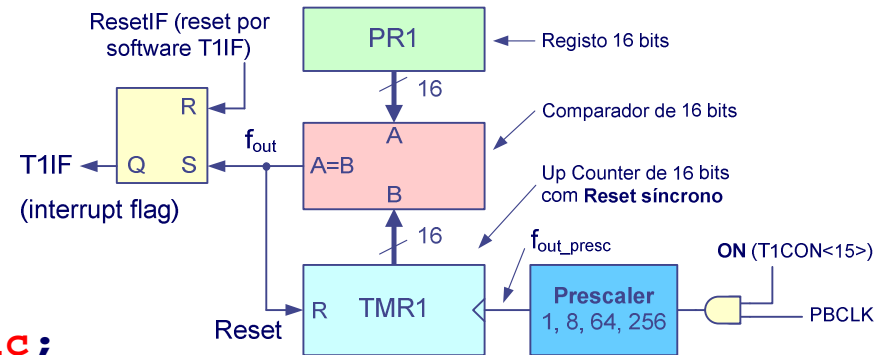 ResetIF (reset por
software T1IF)
PR1
Registo 16 bits
16
R
A
Comparador de 16 bits
fout
T1IF
Q
S
A=B
(interrupt flag)
B
Up Counter de 16 bits
com Reset síncrono
16
fout_presc
ON (T1CON<15>)
R
TMR1
Prescaler
1, 8, 64, 256
PBCLK
Reset
c;